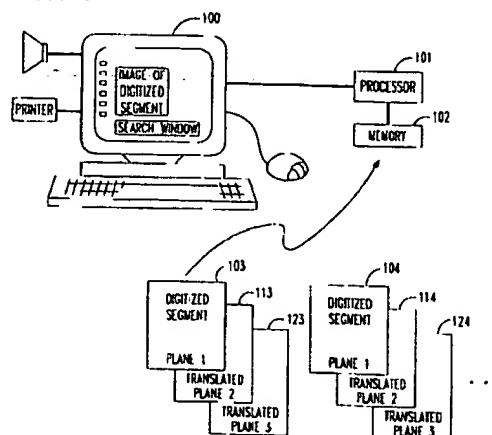 100
IMAGE OF
DIGITIZED
SEGMENT
SEARCH WINDOW
PRINTER
101
PROCESSOR
102
MEMORY
103
113
123
DIGITIZED
SEGMENT
PLANE 1
TRANSLATED
PLANE 2
TRANSLATED
PLANE 3
104
114
124
DIGITIZED
SEGMENT
PLANE 1
TRANSLATED
PLANE 2
TRANSLATED
PLANE 3
...